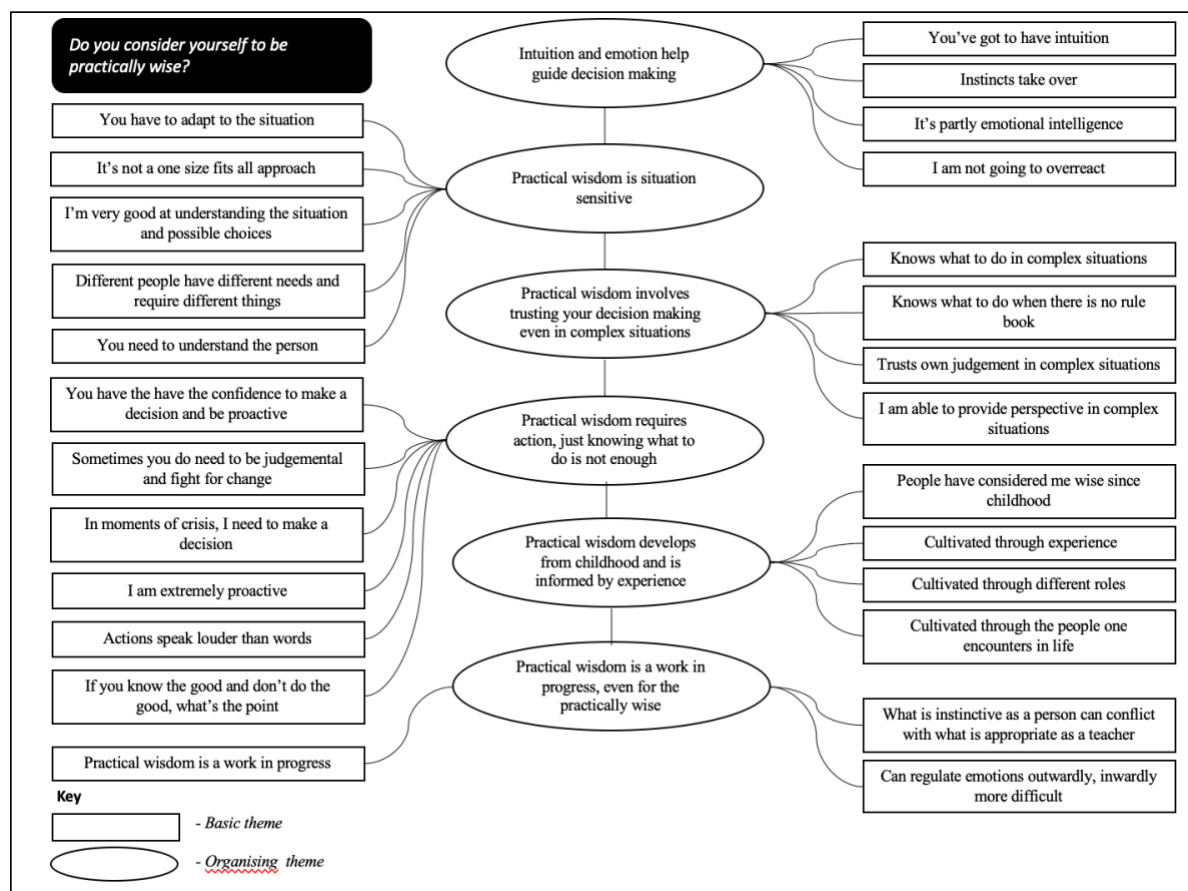 Do you consider yourself to be
practically wise?
You have to adapt to the situation
It's not a one size fits all approach
I'm very good at understanding the situation
and possible choices
Different people have different needs and
require different things
You need to understand the person
You have the have the confidence to make a
decision and be proactive
Sometimes you do need to be judgemental
and fight for change
In moments of crisis, I need to make a
decision
I am extremely proactive
Actions speak louder than words
If you know the good and don't do the
good, what's the point
Practical wisdom is a work in progress
Intuition and emotion help
guide decision making
Practical wisdom is situation
sensitive
Practical wisdom involves
trusting your decision making
even in complex situations
Practical wisdom requires
action, just knowing what to
do is not enough
Practical wisdom develops
from childhood and is
informed by experience
Practical wisdom is a work in
progress, even for the
practically wise
You've got to have intuition
Instincts take over
It's partly emotional intelligence
I am not going to overreact
Knows what to do in complex situations
Knows what to do when there is no rule
book
Trusts own judgement in complex situations
I am able to provide perspective in complex
situations
People have considered me wise since
childhood
Cultivated through experience
Cultivated through different roles
Cultivated through the people one
encounters in life
What is instinctive as a person can conflict
with what is appropriate as a teacher
Can regulate emotions outwardly, inwardly
more difficult
Key
- Basic theme
- Organising theme